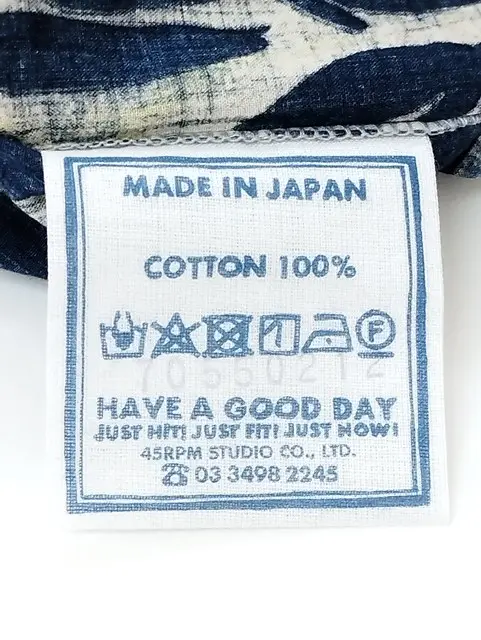 MADE IN JAPAN
COTTON 100%
F
70550212
HAVE A GOOD DAY
JUST HIT! JUST FIT! JUST NOW!
45RPM STUDIO CO., LTD.
☎ 03 3498 2245